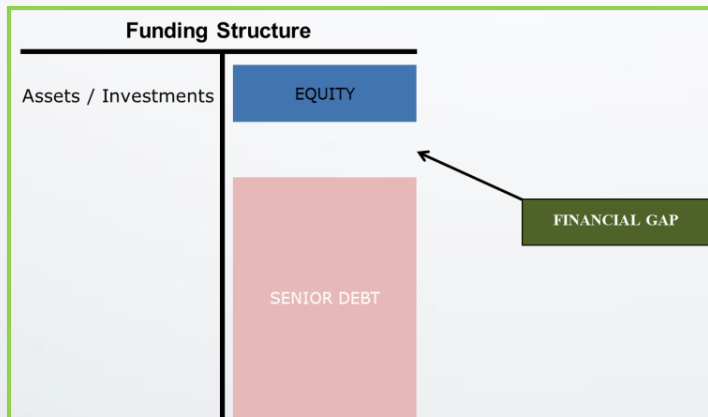 Funding Structure
Assets / Investments
EQUITY
FINANCIAL GAP
SENIOR DEBT